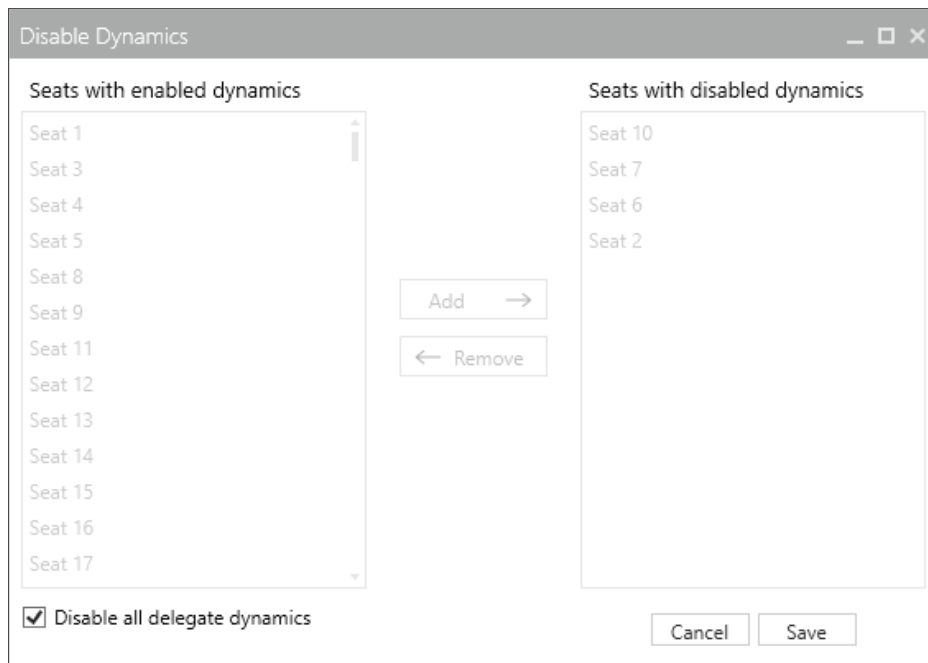 Disable Dynamics
Seats with enabled dynamics
Seat 1
Seat 3
Seat 4
Seat 5
Seat 8
Seat 9
Seat 11
Seat 12
Seat 13
Seat 14
Seat 15
Seat 16
Seat 17
Add
Remove
Seats with disabled dynamics
Seat 10
Seat 7
Seat 6
Seat 2
Disable all delegate dynamics
Cancel
Save